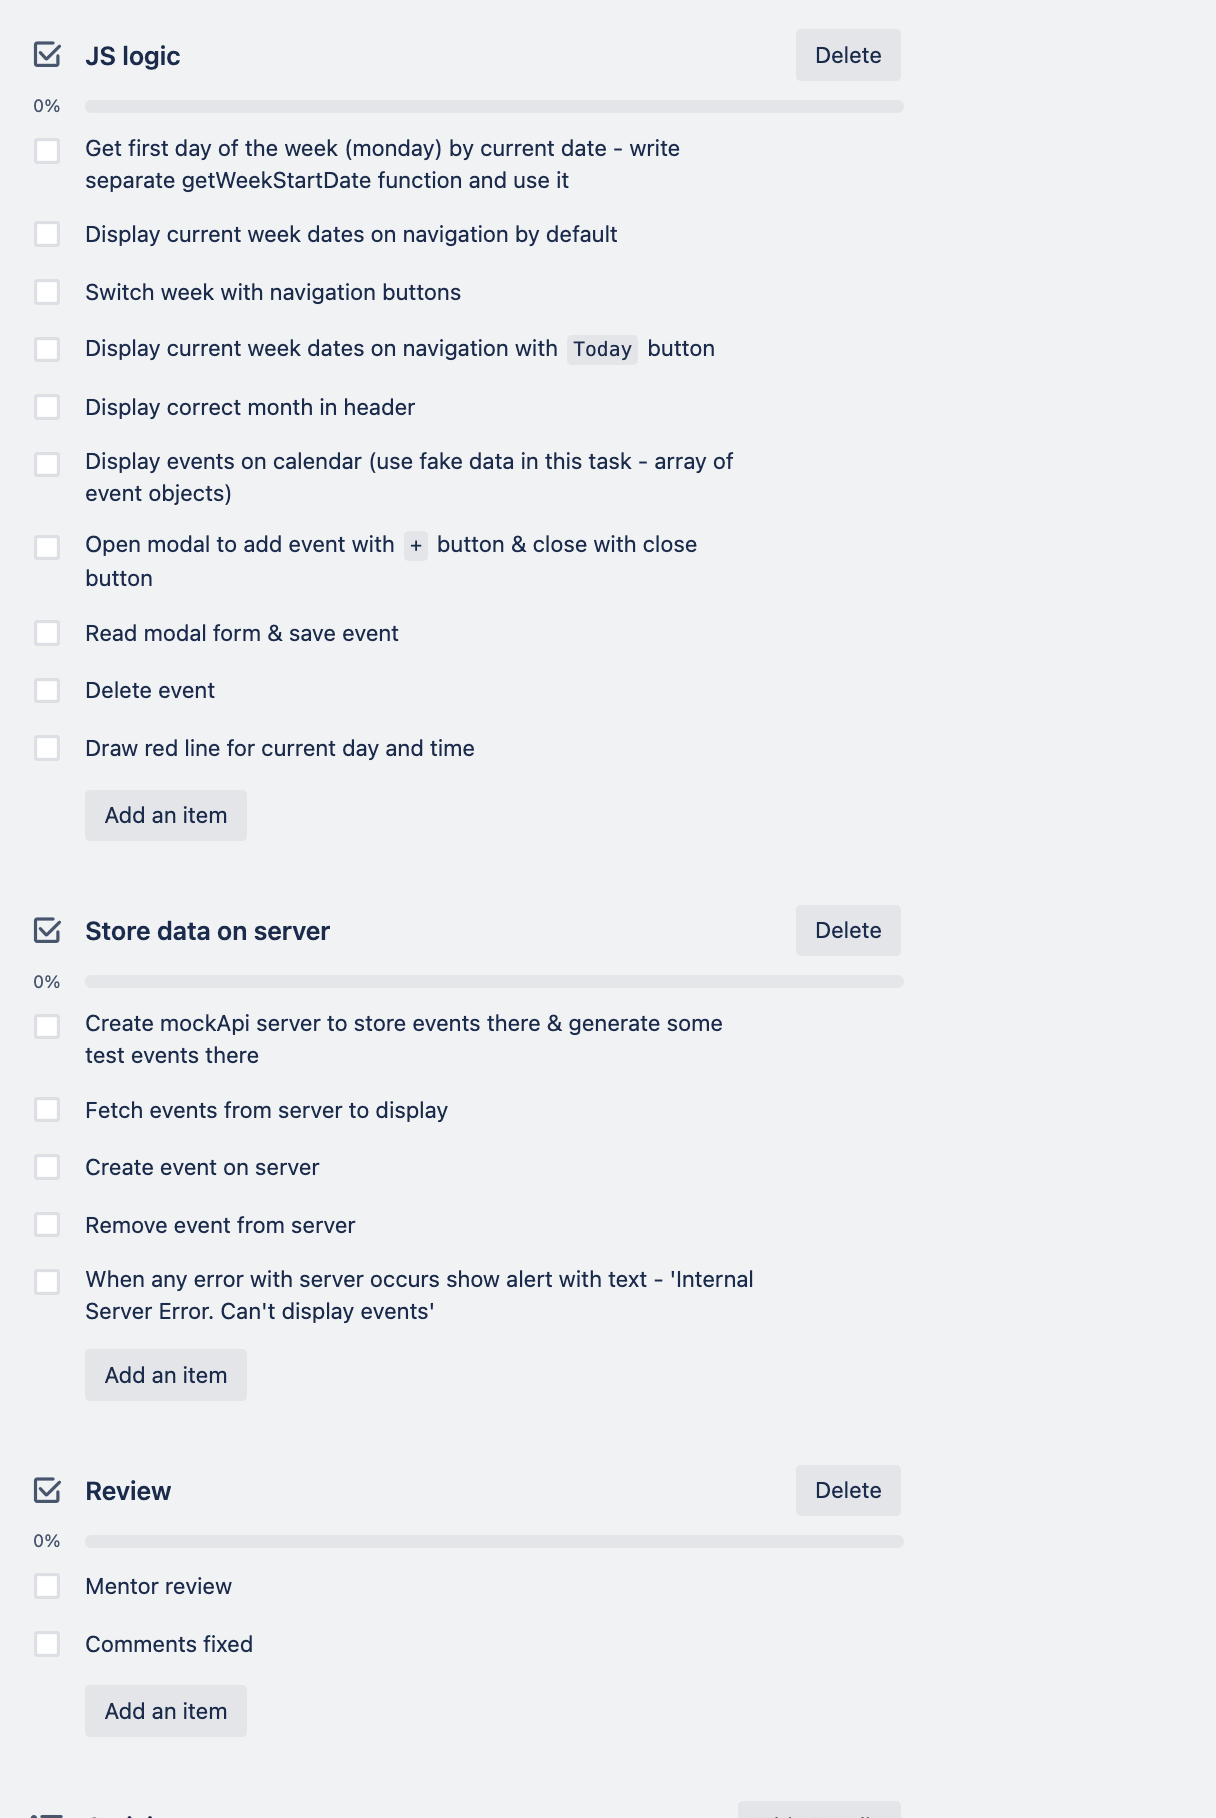 JS logic
Delete
0%
Get first day of the week (monday) by current date - write
separate getWeekStartDate function and use it
Display current week dates on navigation by default
Switch week with navigation buttons
Display current week dates on navigation with Today button
Display correct month in header
Display events on calendar (use fake data in this task - array of
event objects)
Open modal to add event with + button & close with close
button
Read modal form & save event
Delete event
Draw red line for current day and time
Add an item
Store data on server
Delete
0%
Create mockApi server to store events there & generate some
test events there
Fetch events from server to display
Create event on server
Remove event from server
When any error with server occurs show alert with text - 'Internal
Server Error. Can't display events'
Add an item
Review
Delete
0%
Mentor review
Comments fixed
Add an item